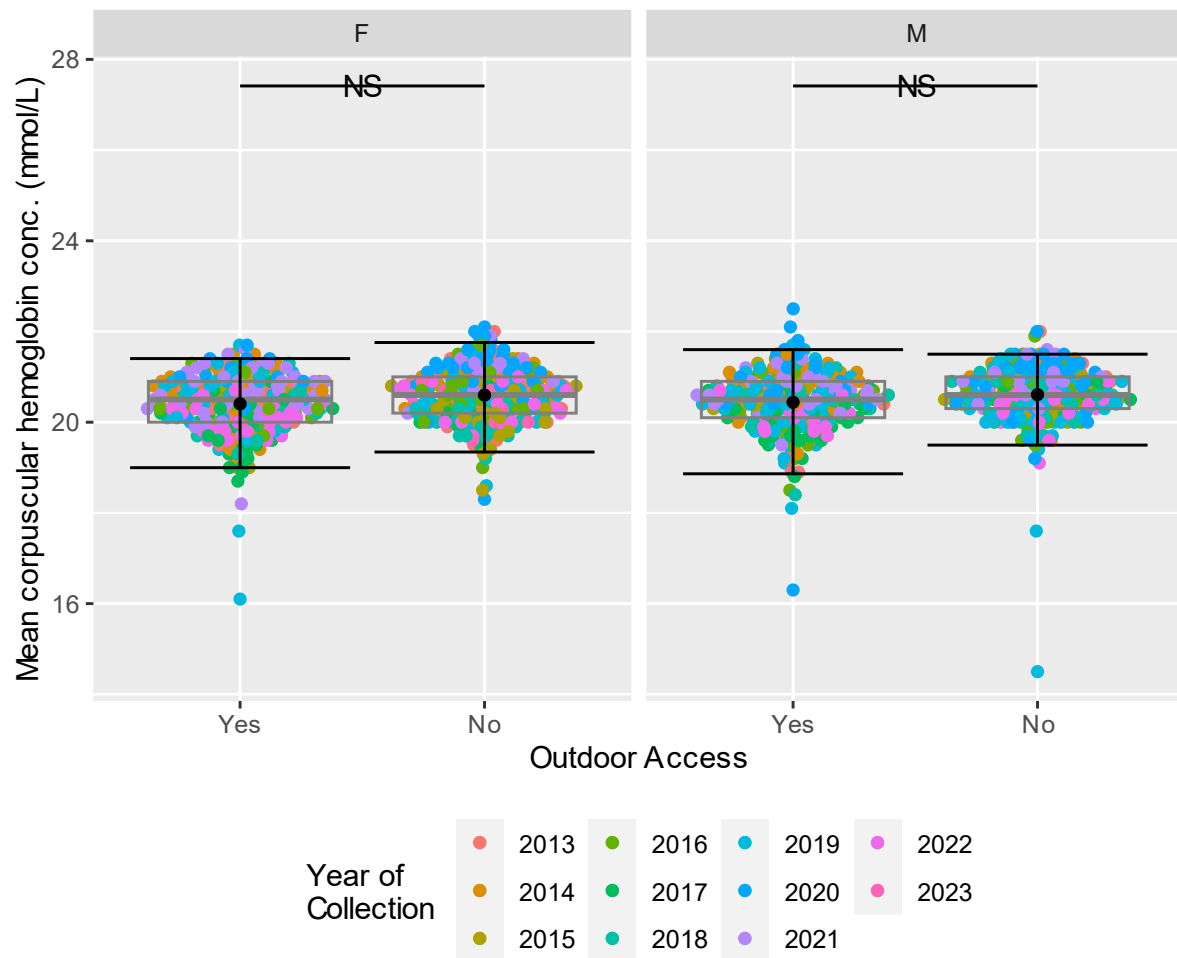 F
M
NS
NS
28
24
20
16
Mean corpuscular hemoglobin conc. (mmol/L)
Yes
No
Yes
No
Outdoor Access
Year of
Collection
2013
2016
2019
2022
2014
2017
2020
2023
2015
2018
2021